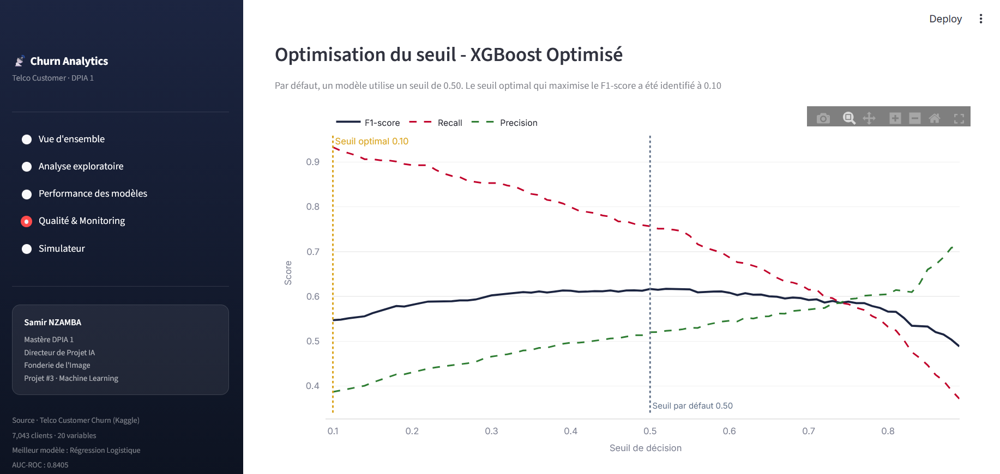 Deploy
Churn Analytics
Telco Customer · DPIA 1
Vue d'ensemble
Analyse exploratoire
Performance des modèles
Qualité & Monitoring
Simulateur
Samir NZAMBA
Mastère DPIA 1
Directeur de Projet IA
Fonderie de l'Image
Projet #3 · Machine Learning
Source · Telco Customer Churn (Kaggle)
7,043 clients · 20 variables
Meilleur modèle : Régression Logistique
AUC-ROC : 0.8405
Optimisation du seuil - XGBoost Optimisé
Par défaut, un modèle utilise un seuil de 0.50. Le seuil optimal qui maximise le F1-score a été identifié à 0.10
F1-score Recall Precision
Seuil optimal 0.10
0.9
0.8
0.7
0.6
0.5
0.4
Score
Seuil par défaut 0.50
0.1 0.2 0.3 0.4 0.5 0.6 0.7 0.8
Seuil de décision